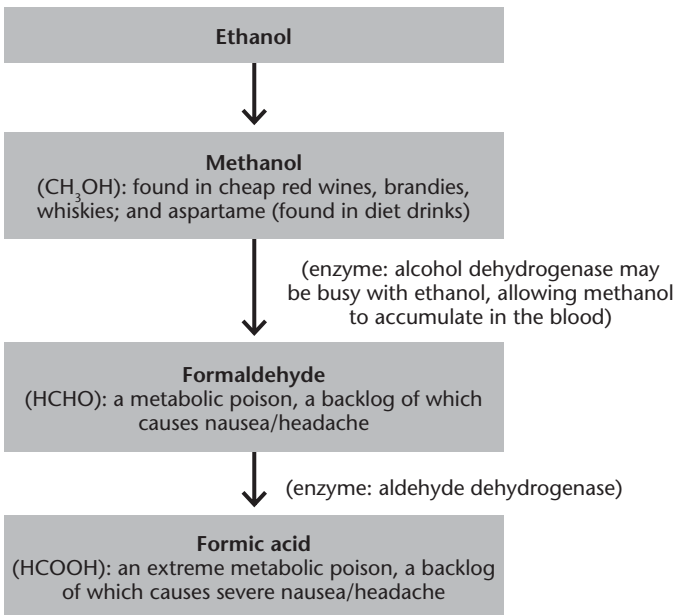 Ethanol
Methanol
(CH₃OH): found in cheap red wines, brandies,
whiskies; and aspartame (found in diet drinks)
(enzyme: alcohol dehydrogenase may
be busy with ethanol, allowing methanol
to accumulate in the blood)
Formaldehyde
(HCHO): a metabolic poison, a backlog of which
causes nausea/headache
(enzyme: aldehyde dehydrogenase)
Formic acid
(HCOOH): an extreme metabolic poison, a backlog
of which causes severe nausea/headache